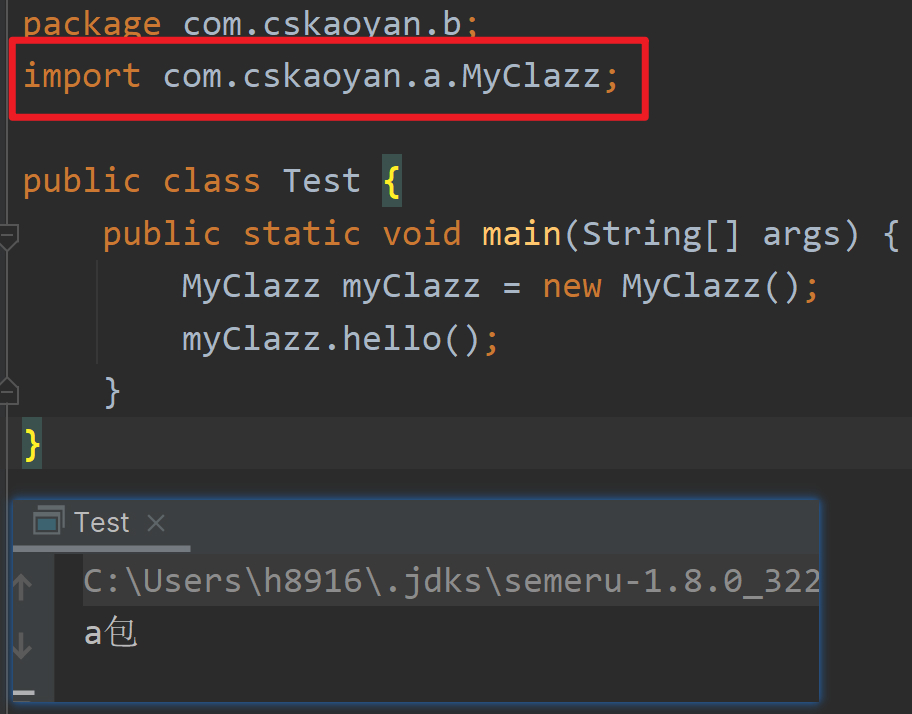 package com.cskaoyan.b;
import com.cskaoyan.a.MyClazz;
public class Test {
public static void main(String[] args) {
MyClazz myClazz = new MyClazz();
myClazz.hello();
}
}
Test
C:\Users\h8916\.jdks\semeru-1.8.0_322
a包